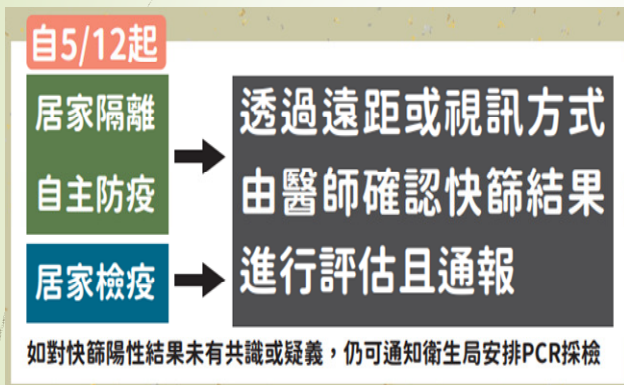 自5/12起
居家隔離
自主防疫
居家檢疫
透過遠距或視訊方式
由醫師確認快篩結果
進行評估且通報
如對快篩陽性結果未有共識或疑義，仍可通知衛生局安排PCR採檢